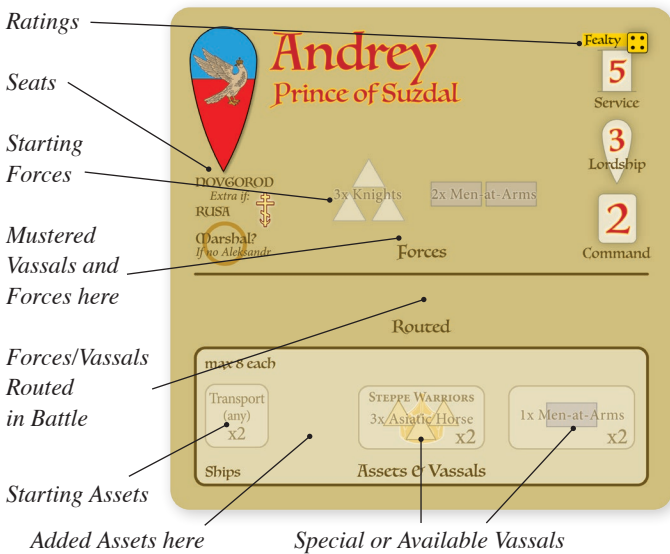 Ratings
Seats
Starting
Forces
Mustered
Vassals and
Forces here
Forces/Vassals
Routed
in Battle
Starting Assets
Added Assets here
Special or Available Vassals
Andrey
Prince of Suzdal
Fealty
5
Service
3
Lordship
2
Command
NOVGOROD
Extra if:
RUSA
Marshal?
If no Aleksandr
3x Knights
2x Men-at-Arms
Forces
Routed
max 8 each
Transport
(any)
x2
Steppe Warriors
3x Asiatic Horse
x2
1x Men-at-Arms
x2
Ships
Assets & Vassals